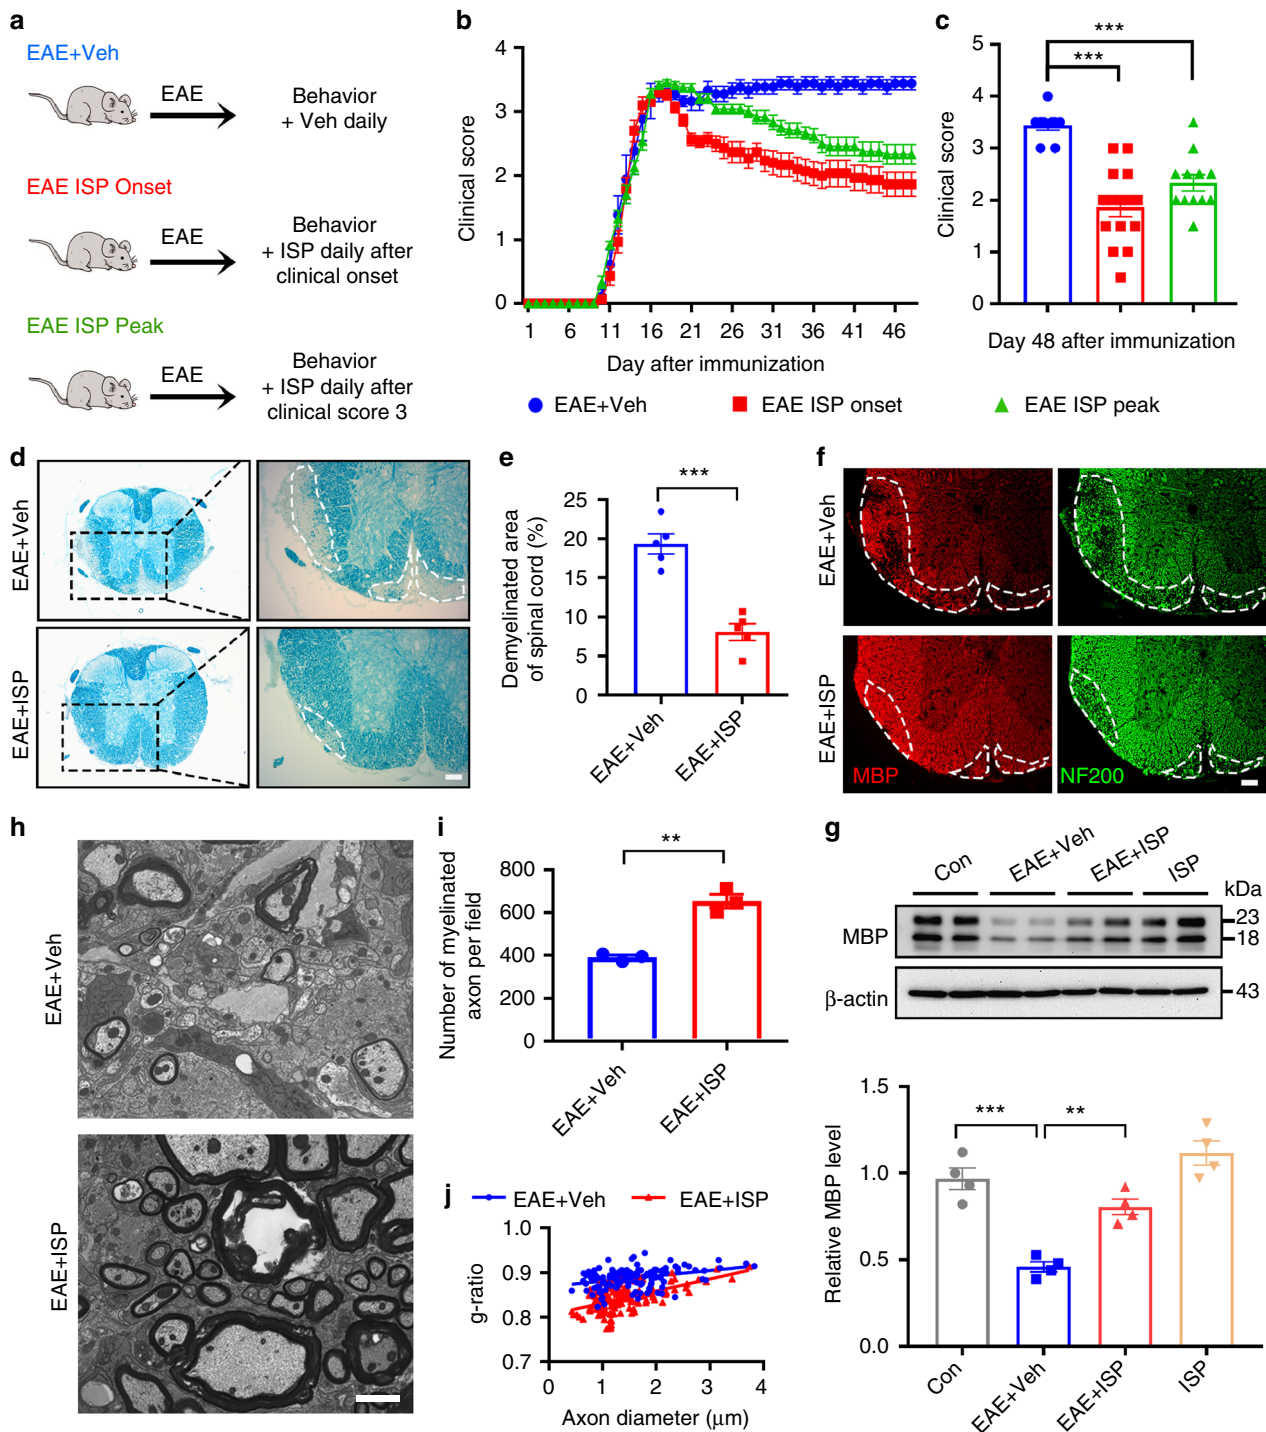 a
EAE+Veh
EAE
Behavior
+ Veh daily
EAE ISP Onset
EAE
Behavior
+ ISP daily after
clinical onset
EAE ISP Peak
EAE
Behavior
+ ISP daily after
clinical score 3
b
Clinical score
4
3
2
1
0
1 6 11 16 21 26 31 36 41 46
Day after immunization
c
Clinical score
5
4
3
2
1
0
***
***
Day 48 after immunization
EAE+Veh EAE ISP onset EAE ISP peak
d
EAE+Veh
EAE+ISP
e
Demyelinated area
of spinal cord (%)
25
20
15
10
5
0
***
EAE+Veh
EAE+ISP
f
EAE+Veh
EAE+ISP
MBP
NF200
h
EAE+Veh
EAE+ISP
i
Number of myelinated
axon per field
800
600
400
200
0
**
EAE+Veh
EAE+ISP
g
Con EAE+Veh EAE+ISP ISP
kDa
MBP
23
18
β-actin
43
Relative MBP level
1.5
1.0
0.5
0.0
*** **
Con
EAE+Veh
EAE+ISP
ISP
j
EAE+Veh EAE+ISP
g-ratio
1.0
0.9
0.8
0.7
0 1 2 3 4
Axon diameter (μm)